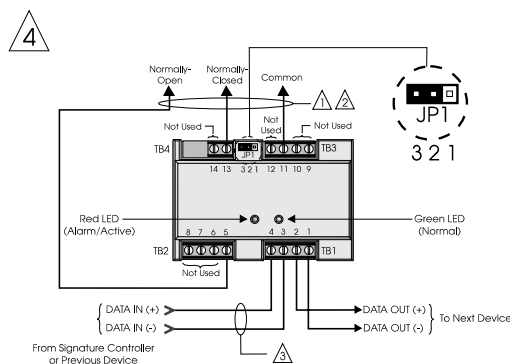 4
Normally-
Open
Normally-
Closed
Common
1 2
JP1
3 2 1
Not Used
Not
Used
Not Used
TB4
JP1
TB3
14 13 3 2 1 12 11 10 9
Red LED
(Alarm/Active)
Green LED
(Normal)
8 7 6 5 4 3 2 1
TB2
TB1
Not Used
DATA IN (+)
DATA IN (-)
DATA OUT (+)
DATA OUT (-)
To Next Device
From Signature Controller
or Previous Device
3